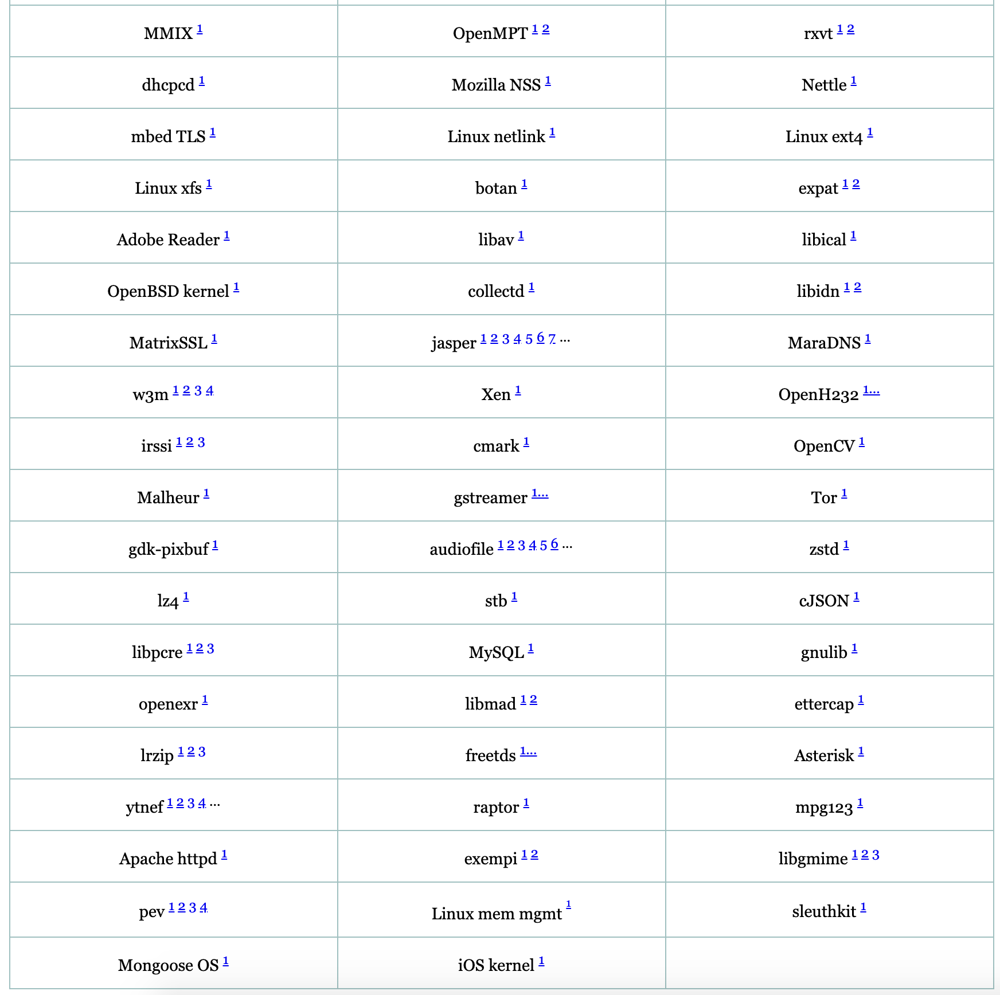 MMIX 1 OpenMPT 1 2 rxvt 1 2
dhcpcd 1 Mozilla NSS 1 Nettle 1
mbed TLS 1 Linux netlink 1 Linux ext4 1
Linux xfs 1 botan 1 expat 1 2
Adobe Reader 1 libav 1 libical 1
OpenBSD kernel 1 collectd 1 libidn 1 2
MatrixSSL 1 jasper 1 2 3 4 5 6 7 ... MaraDNS 1
w3m 1 2 3 4 Xen 1 OpenH232 1...
irssi 1 2 3 cmark 1 OpenCV 1
Malheur 1 gstreamer 1... Tor 1
gdk-pixbuf 1 audiofile 1 2 3 4 5 6 ... zstd 1
lz4 1 stb 1 cJSON 1
libpcre 1 2 3 MySQL 1 gnulib 1
openexr 1 libmad 1 2 ettercap 1
lrzip 1 2 3 freetds 1... Asterisk 1
ytnef 1 2 3 4 ... raptor 1 mpg123 1
Apache httpd 1 exempi 1 2 libgmime 1 2 3
pev 1 2 3 4 Linux mem mgmt 1 sleuthkit 1
Mongoose OS 1 iOS kernel 1